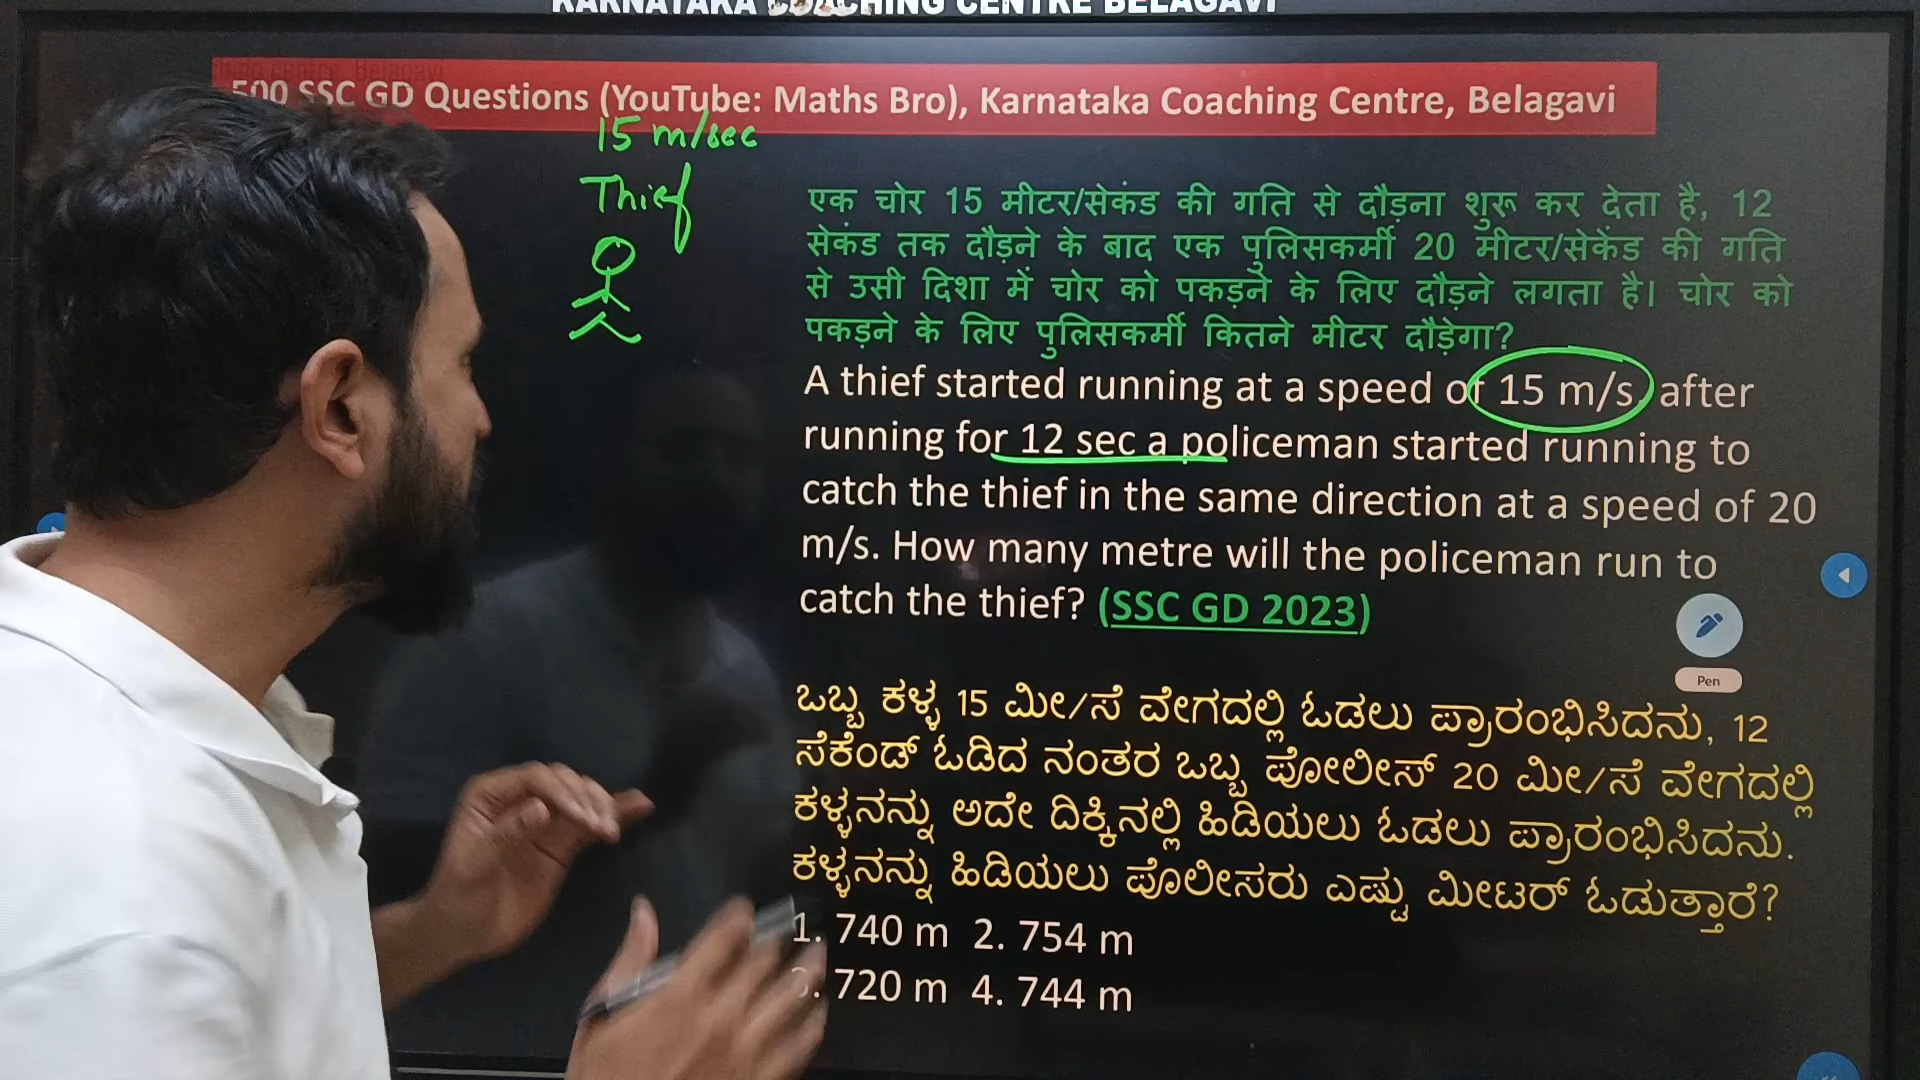 KARNATAKA COACHING CENTRE BELAGAVI
500 SSC GD Questions (YouTube: Maths Bro), Karnataka Coaching Centre, Belagavi
15 m/sec
Thief
एक चोर 15 मीटर/सेकंड की गति से दौड़ना शुरू कर देता है, 12
सेकंड तक दौड़ने के बाद एक पुलिसकर्मी 20 मीटर/सेकेंड की गति
से उसी दिशा में चोर को पकड़ने के लिए दौड़ने लगता है। चोर को
पकड़ने के लिए पुलिसकर्मी कितने मीटर दौड़ेगा?
A thief started running at a speed of 15 m/s, after
running for 12 sec a policeman started running to
catch the thief in the same direction at a speed of 20
m/s. How many metre will the policeman run to
catch the thief? (SSC GD 2023)
Pen
ಒಬ್ಬ ಕಳ್ಳ 15 ಮೀ/ಸೆ ವೇಗದಲ್ಲಿ ಓಡಲು ಪ್ರಾರಂಭಿಸಿದನು, 12
ಸೆಕೆಂಡ್ ಓಡಿದ ನಂತರ ಒಬ್ಬ ಪೋಲೀಸ್ 20 ಮೀ/ಸೆ ವೇಗದಲ್ಲಿ
ಕಳ್ಳನನ್ನು ಅದೇ ದಿಕ್ಕಿನಲ್ಲಿ ಹಿಡಿಯಲು ಓಡಲು ಪ್ರಾರಂಭಿಸಿದನು.
ಕಳ್ಳನನ್ನು ಹಿಡಿಯಲು ಪೊಲೀಸರು ಎಷ್ಟು ಮೀಟರ್ ಓಡುತ್ತಾರೆ?
1. 740 m 2. 754 m
3. 720 m 4. 744 m